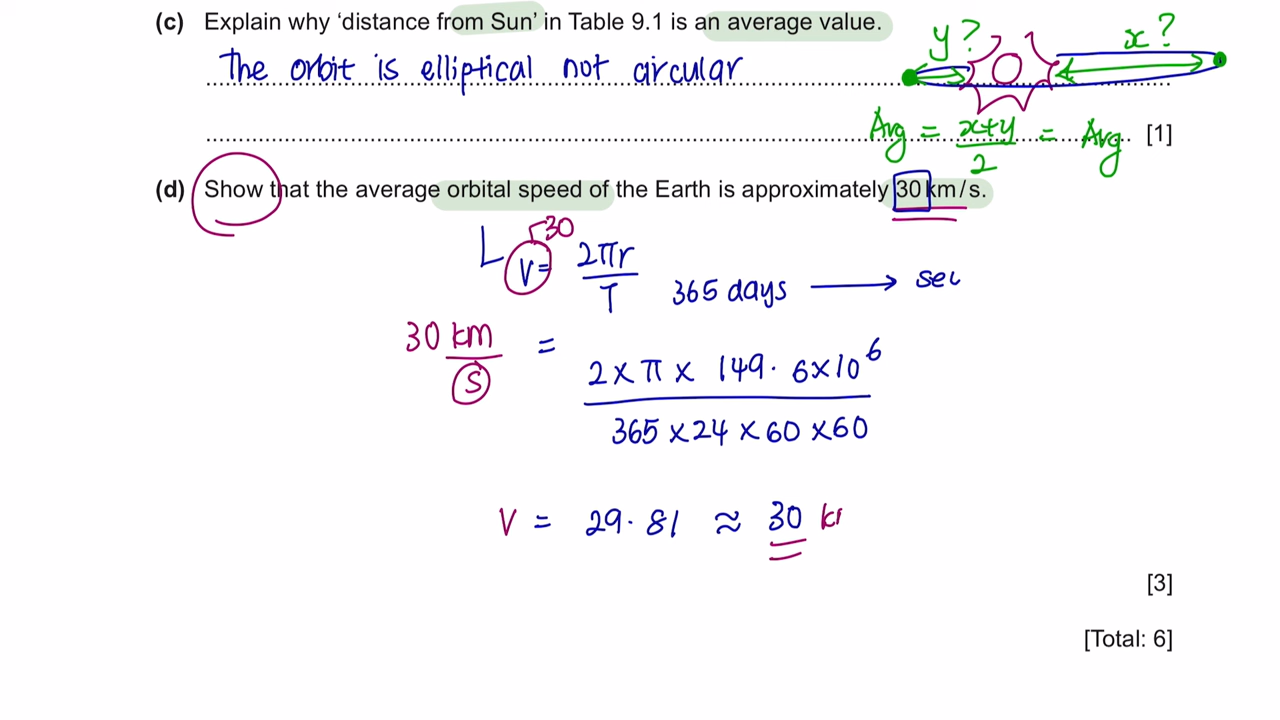 (c) Explain why ‘distance from Sun’ in Table 9.1 is an average value.
y? x?
The orbit is elliptical not circular
Avg = x+y/2 = Avg [1]
(d) Show that the average orbital speed of the Earth is approximately 30 km/s.
30
V = 2πr/T 365 days → sec
30 km/s = 2 × π × 149.6×10⁶
365 × 24 × 60 × 60
V = 29.81 ≈ 30 k
[3]
[Total: 6]